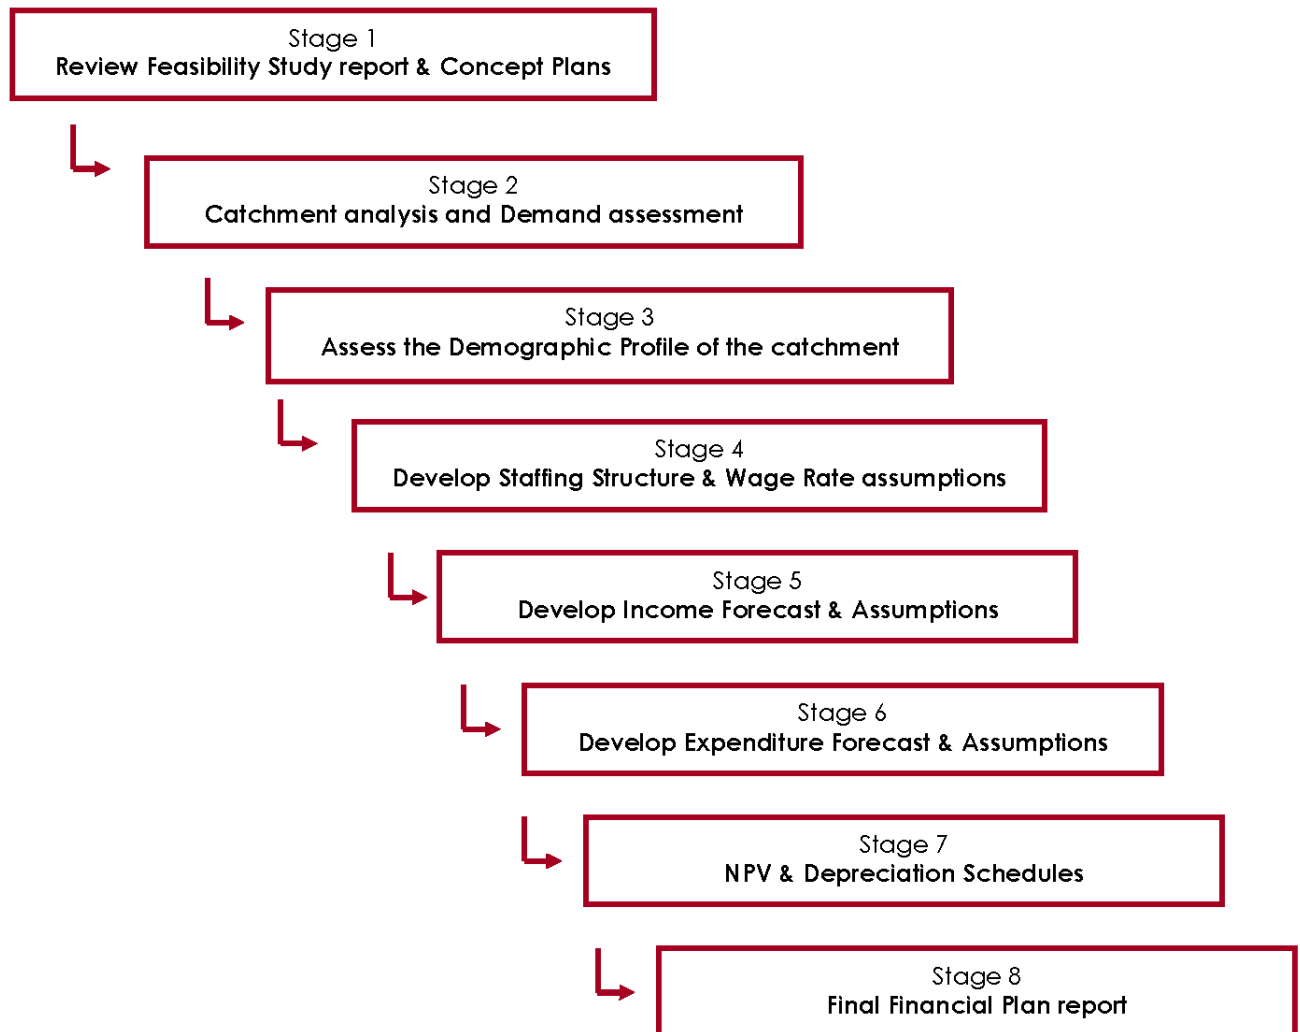 Stage 1
Review Feasibility Study report & Concept Plans
Stage 2
Catchment analysis and Demand assessment
Stage 3
Assess the Demographic Profile of the catchment
Stage 4
Develop Staffing Structure & Wage Rate assumptions
Stage 5
Develop Income Forecast & Assumptions
Stage 6
Develop Expenditure Forecast & Assumptions
Stage 7
NPV & Depreciation Schedules
Stage 8
Final Financial Plan report